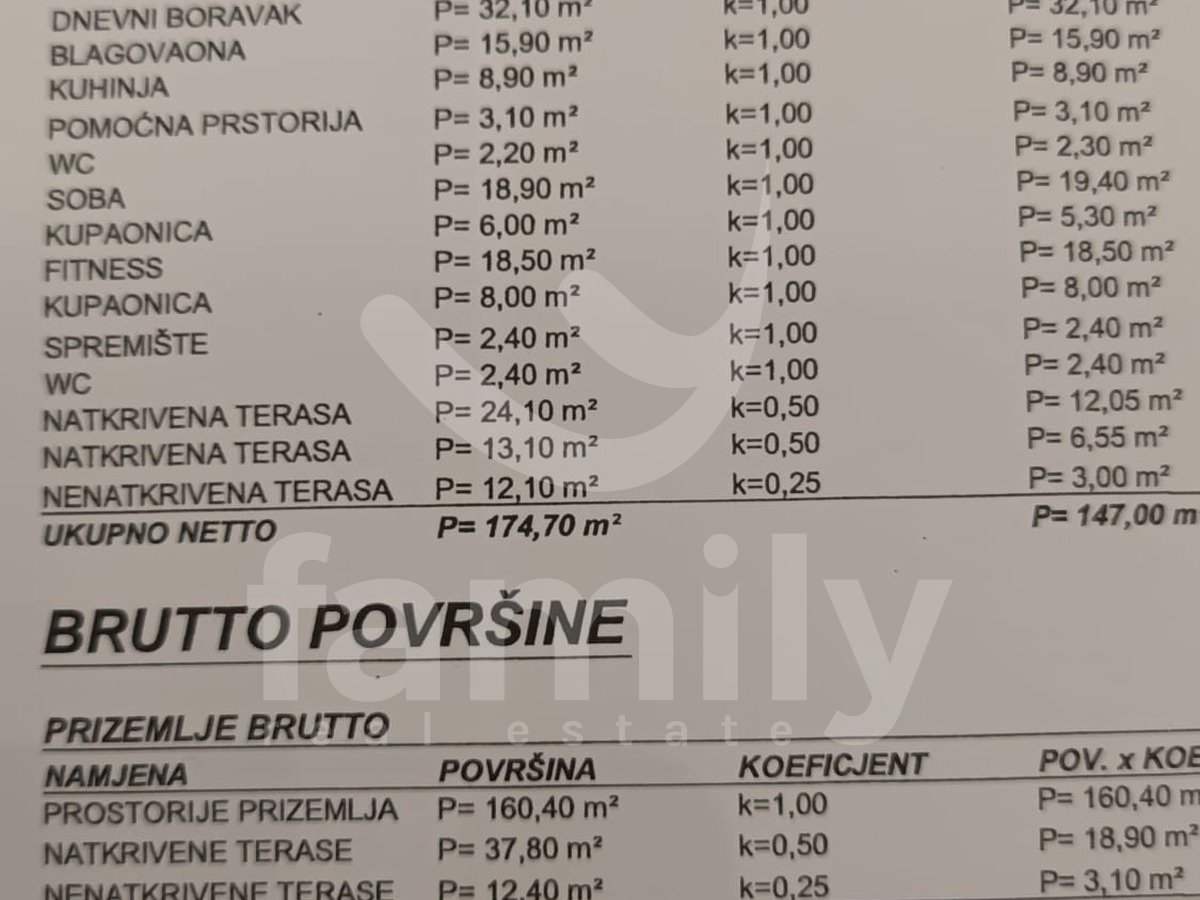 DNEVNI BORAVAK P= 32,10 m² k=1,00 P= 32,10 m²
BLAGOVAONA P= 15,90 m² k=1,00 P= 15,90 m²
KUHINJA P= 8,90 m² k=1,00 P= 8,90 m²
POMOĆNA PRSTORIJA P= 3,10 m² k=1,00 P= 3,10 m²
WC P= 2,20 m² k=1,00 P= 2,30 m²
SOBA P= 18,90 m² k=1,00 P= 19,40 m²
KUPAONICA P= 6,00 m² k=1,00 P= 5,30 m²
FITNESS P= 18,50 m² k=1,00 P= 18,50 m²
KUPAONICA P= 8,00 m² k=1,00 P= 8,00 m²
SPREMIŠTE P= 2,40 m² k=1,00 P= 2,40 m²
WC P= 2,40 m² k=1,00 P= 2,40 m²
NATKRIVENA TERASA P= 24,10 m² k=0,50 P= 12,05 m²
NATKRIVENA TERASA P= 13,10 m² k=0,50 P= 6,55 m²
NENATKRIVENA TERASA P= 12,10 m² k=0,25 P= 3,00 m²
UKUPNO NETTO P= 174,70 m² P= 147,00 m
BRUTTO POVRŠINE
family
real estate
PRIZEMLJE BRUTTO
NAMJENA POVRŠINA KOEFICJENT POV. x KOE
PROSTORIJE PRIZEMLJA P= 160,40 m² k=1,00 P= 160,40 m
NATKRIVENE TERASE P= 37,80 m² k=0,50 P= 18,90 m²
NENATKRIVENE TERASE P= 12,40 m² k=0,25 P= 3,10 m²